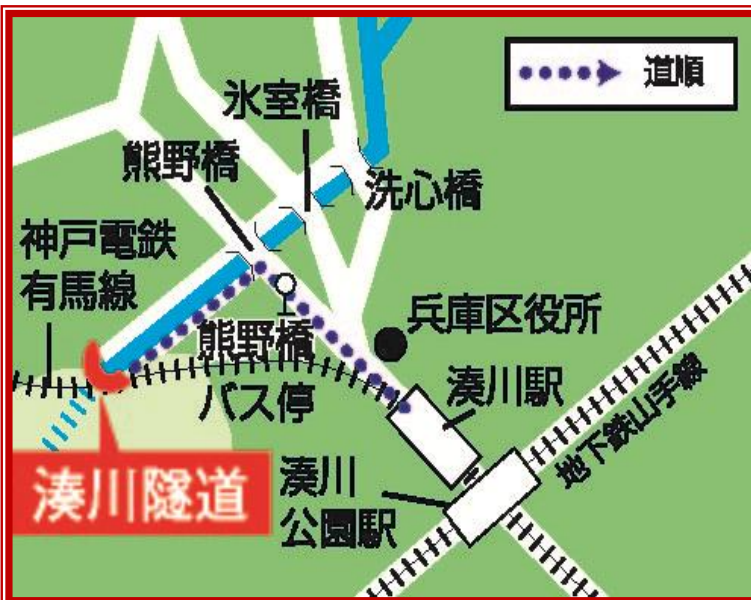 道順
氷室橋
熊野橋
洗心橋
神戸電鉄
有馬線
兵庫区役所
熊野橋
バス停
湊川駅
地下鉄山手線
湊川隧道
湊川
公園駅